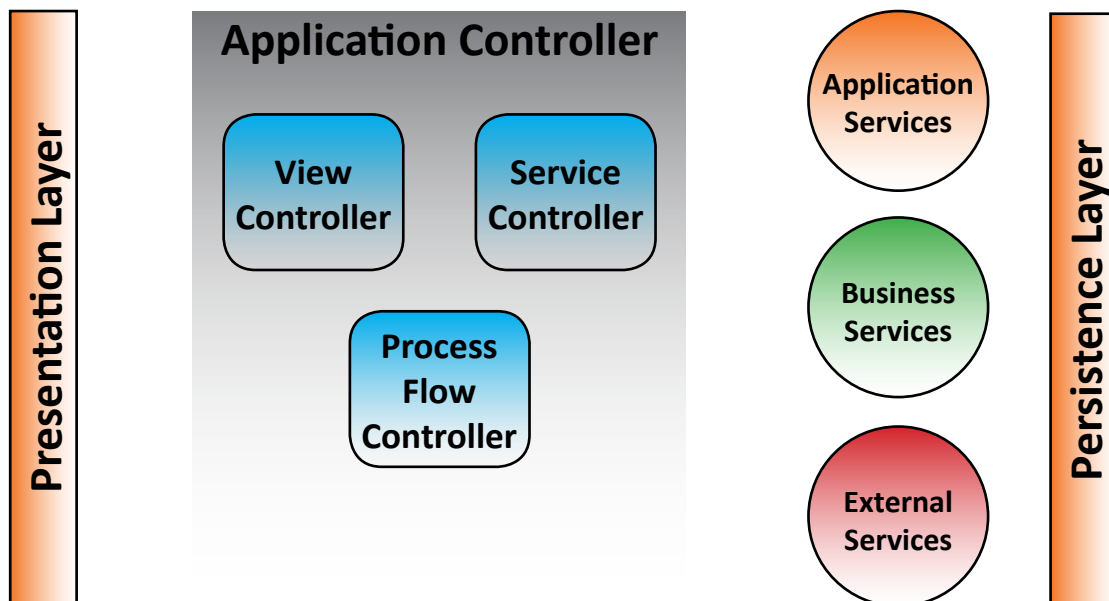 Presentation Layer
Application Controller
View
Controller
Service
Controller
Process
Flow
Controller
Application
Services
Business
Services
External
Services
Persistence Layer